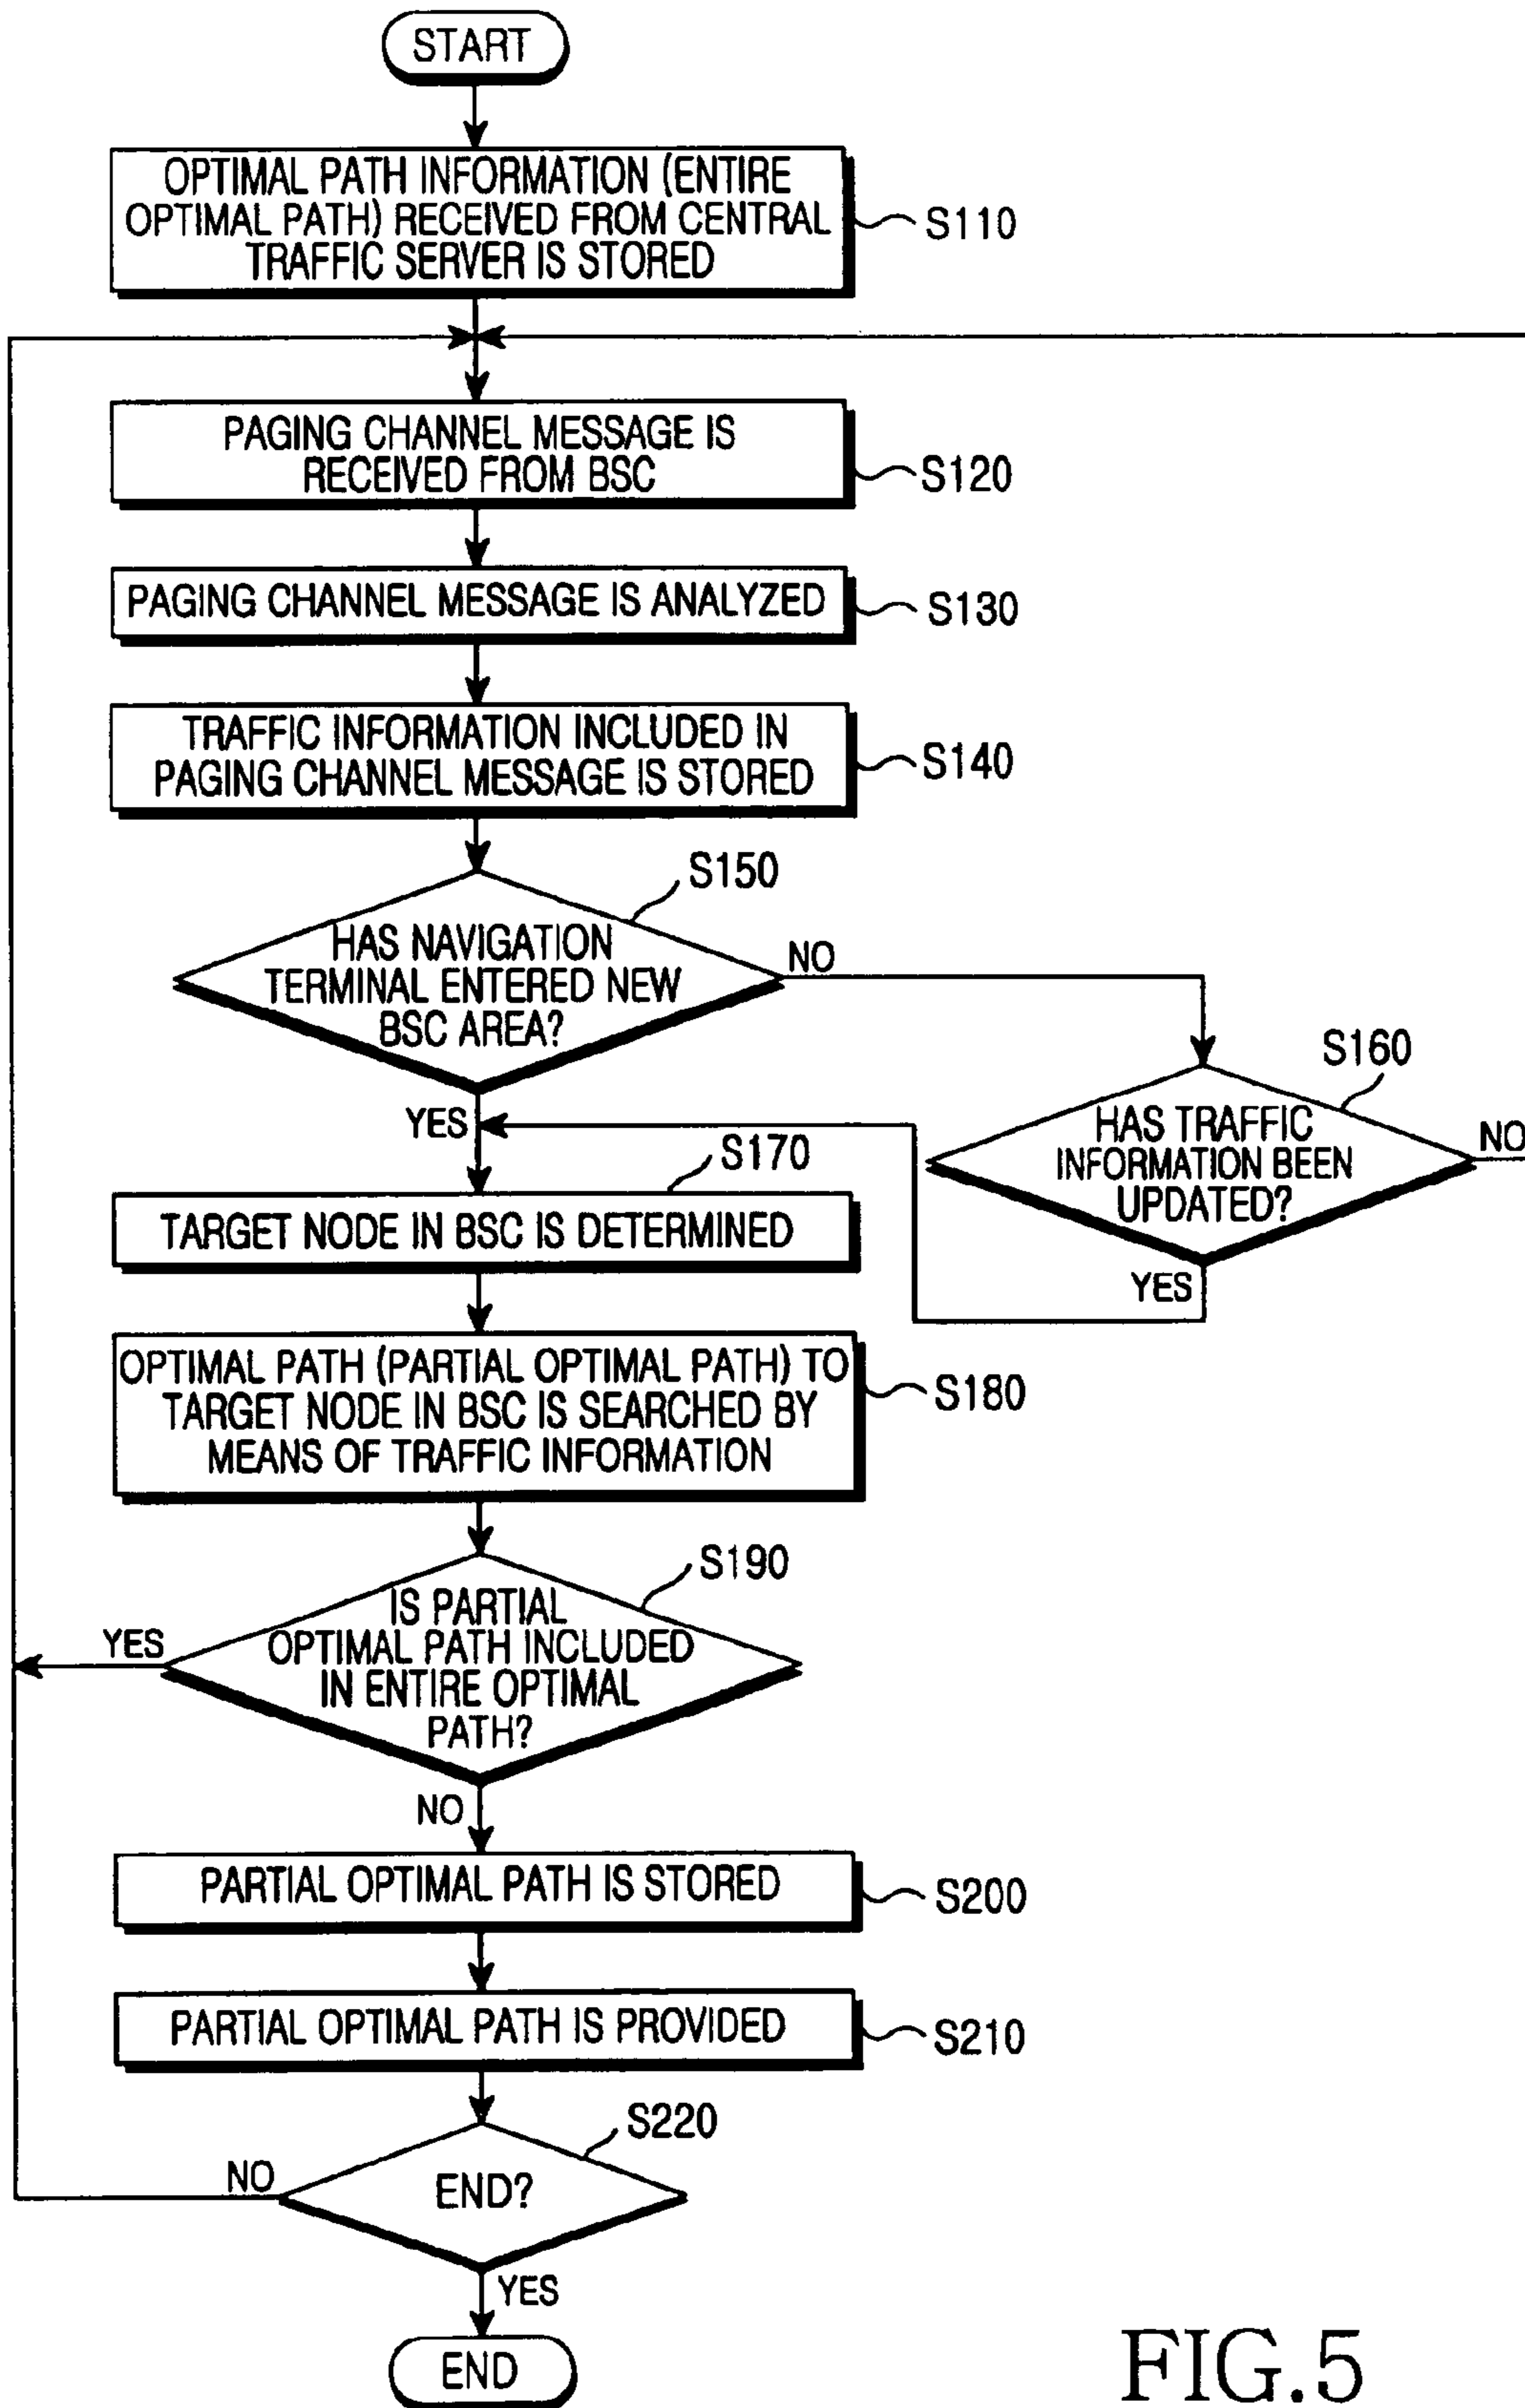 START
OPTIMAL PATH INFORMATION (ENTIRE
OPTIMAL PATH) RECEIVED FROM CENTRAL
TRAFFIC SERVER IS STORED
S110
PAGING CHANNEL MESSAGE IS
RECEIVED FROM BSC
S120
PAGING CHANNEL MESSAGE IS ANALYZED
S130
TRAFFIC INFORMATION INCLUDED IN
PAGING CHANNEL MESSAGE IS STORED
S140
S150
HAS NAVIGATION
TERMINAL ENTERED NEW
BSC AREA?
NO
YES
S160
HAS TRAFFIC
INFORMATION BEEN
UPDATED?
NO
YES
S170
TARGET NODE IN BSC IS DETERMINED
OPTIMAL PATH (PARTIAL OPTIMAL PATH) TO
TARGET NODE IN BSC IS SEARCHED BY
MEANS OF TRAFFIC INFORMATION
S180
S190
IS PARTIAL
OPTIMAL PATH INCLUDED
IN ENTIRE OPTIMAL
PATH?
YES
NO
PARTIAL OPTIMAL PATH IS STORED
S200
PARTIAL OPTIMAL PATH IS PROVIDED
S210
S220
END?
NO
YES
END
FIG.5